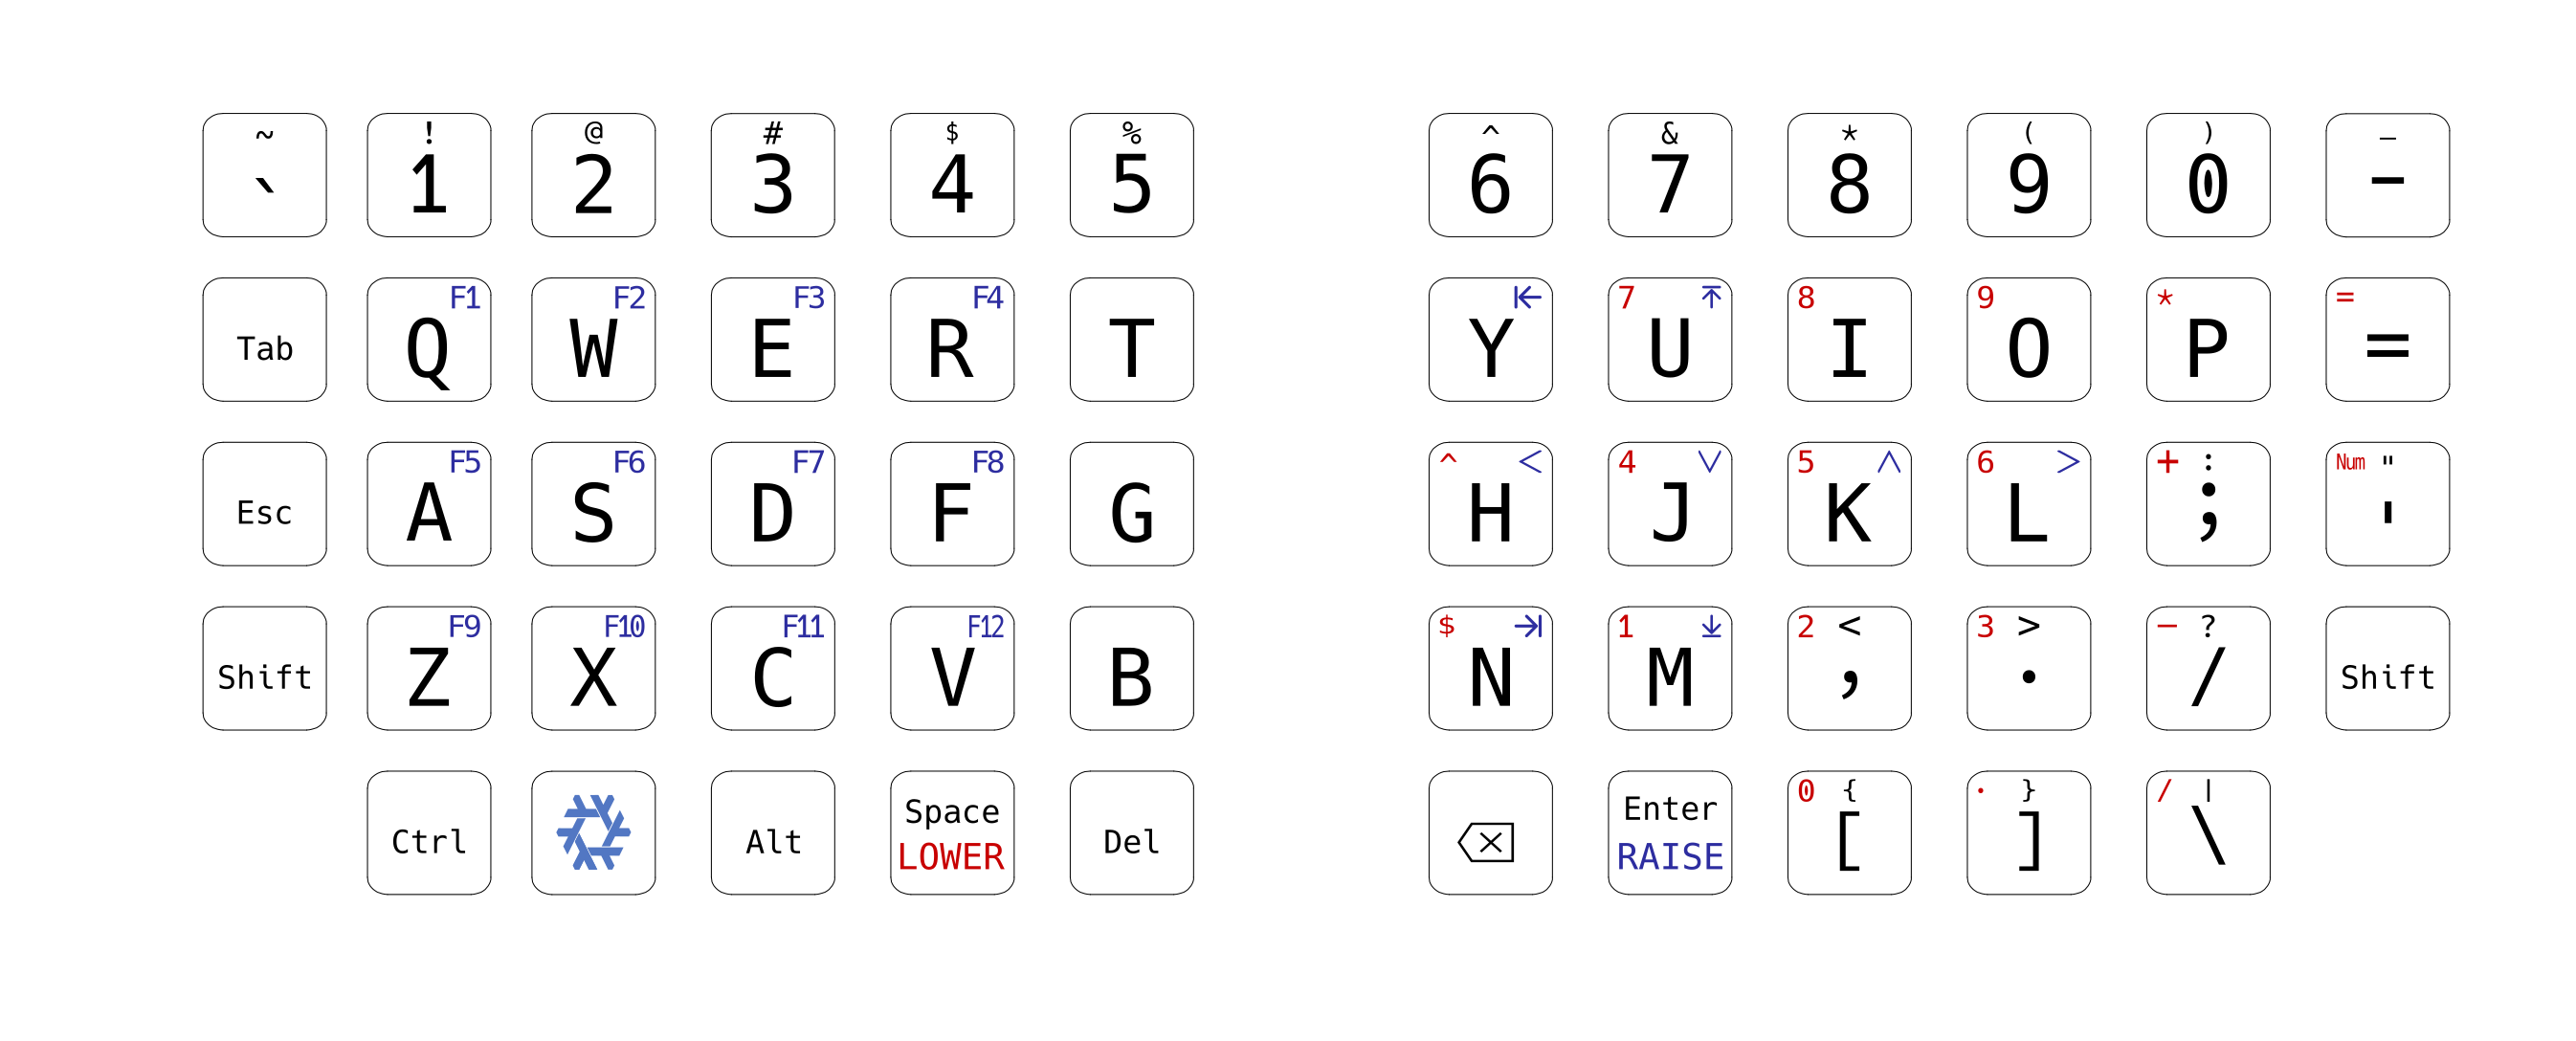 ~ ! @ # $ % ^ & * ( ) _
` 1 2 3 4 5 6 7 8 9 0 -
F1 F2 F3 F4 7 8 9 * =
Tab Q W E R T Y U I O P =
F5 F6 F7 F8 ^ < 4 ∨ 5 ∧ 6 > + : Num "
Esc A S D F G H J K L ; '
F9 F10 F11 F12 $ 1 2 < 3 > − ?
Shift Z X C V B N M , . / Shift
0 { . } / |
Ctrl Alt Space Del Enter [ ] \
LOWER RAISE